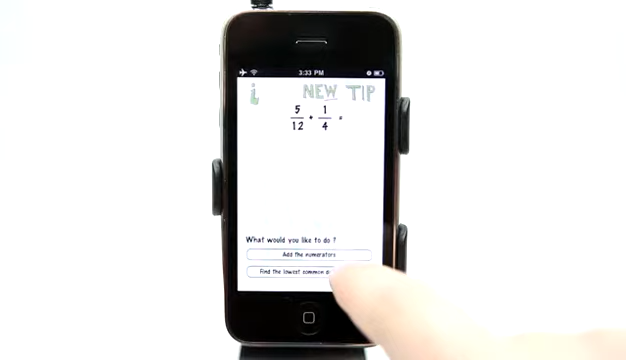 3:33 PM
i NEW TIP
5/12 + 1/4 =
What would you like to do ?
Add the numerators
Find the lowest common